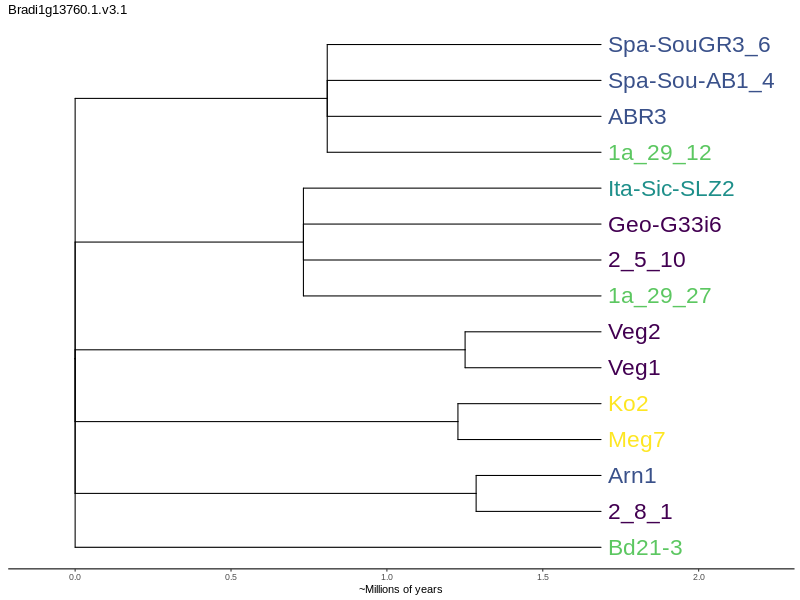 Bradi1g13760.1.v3.1
Spa-SouGR3_6
Spa-Sou-AB1_4
ABR3
1a_29_12
Ita-Sic-SLZ2
Geo-G33i6
2_5_10
1a_29_27
Veg2
Veg1
Ko2
Meg7
Arn1
2_8_1
Bd21-3
0.0 0.5 1.0 1.5 2.0
~Millions of years